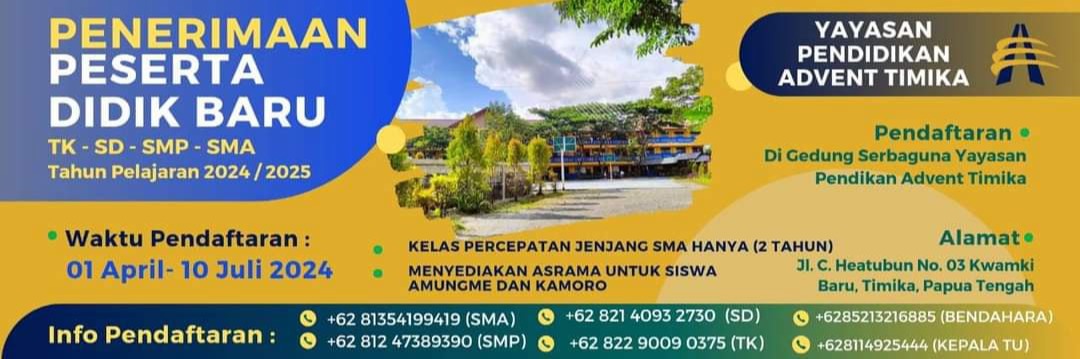 PENERIMAAN
PESERTA
DIDIK BARU
TK - SD - SMP - SMA
Tahun Pelajaran 2024 / 2025
YAYASAN
PENDIDIKAN
ADVENT TIMIKA
Pendaftaran
Di Gedung Serbaguna Yayasan
Pendikan Advent Timika
Waktu Pendaftaran :
01 April- 10 Juli 2024
KELAS PERCEPATAN JENJANG SMA HANYA (2 TAHUN)
MENYEDIAKAN ASRAMA UNTUK SISWA
AMUNGME DAN KAMORO
Alamat
Jl. C. Heatubun No. 03 Kwamki
Baru, Timika, Papua Tengah
Info Pendaftaran :
+62 81354199419 (SMA)
+62 812 47389390 (SMP)
+62 821 4093 2730 (SD)
+62 822 9009 0375 (TK)
+6285213216885 (BENDAHARA)
+628114925444 (KEPALA TU)